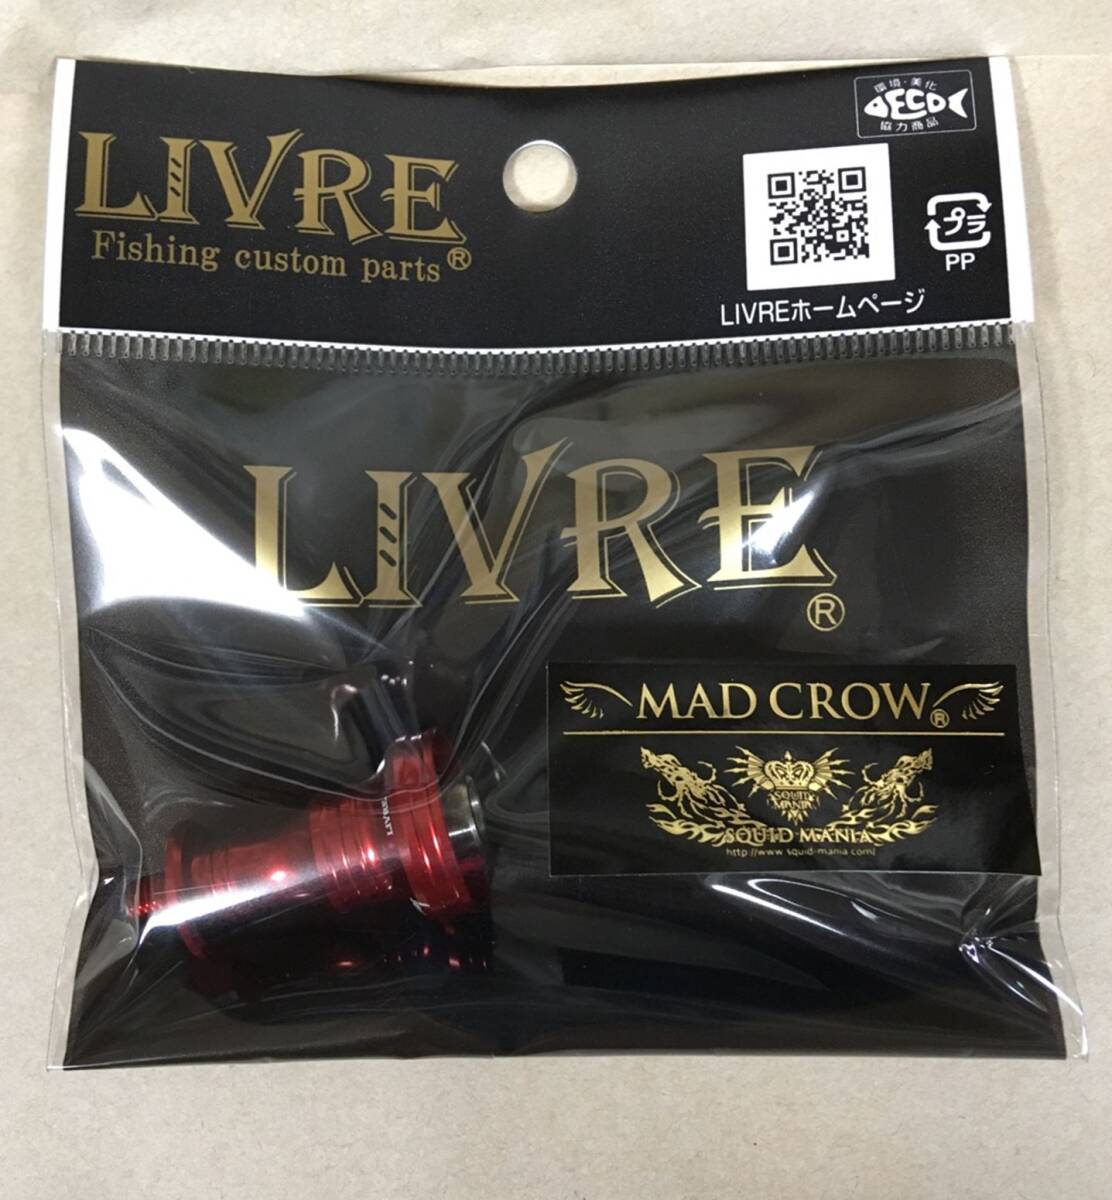 LIVRE
Fishing custom parts®
環境・美化
ECO
協力商品
プラ
PP
LIVREホームページ
LIVRE
®
MAD CROW®
SQUID
MANIA
SQUID MANIA
http://www.squid-mania.com/
LIVRE